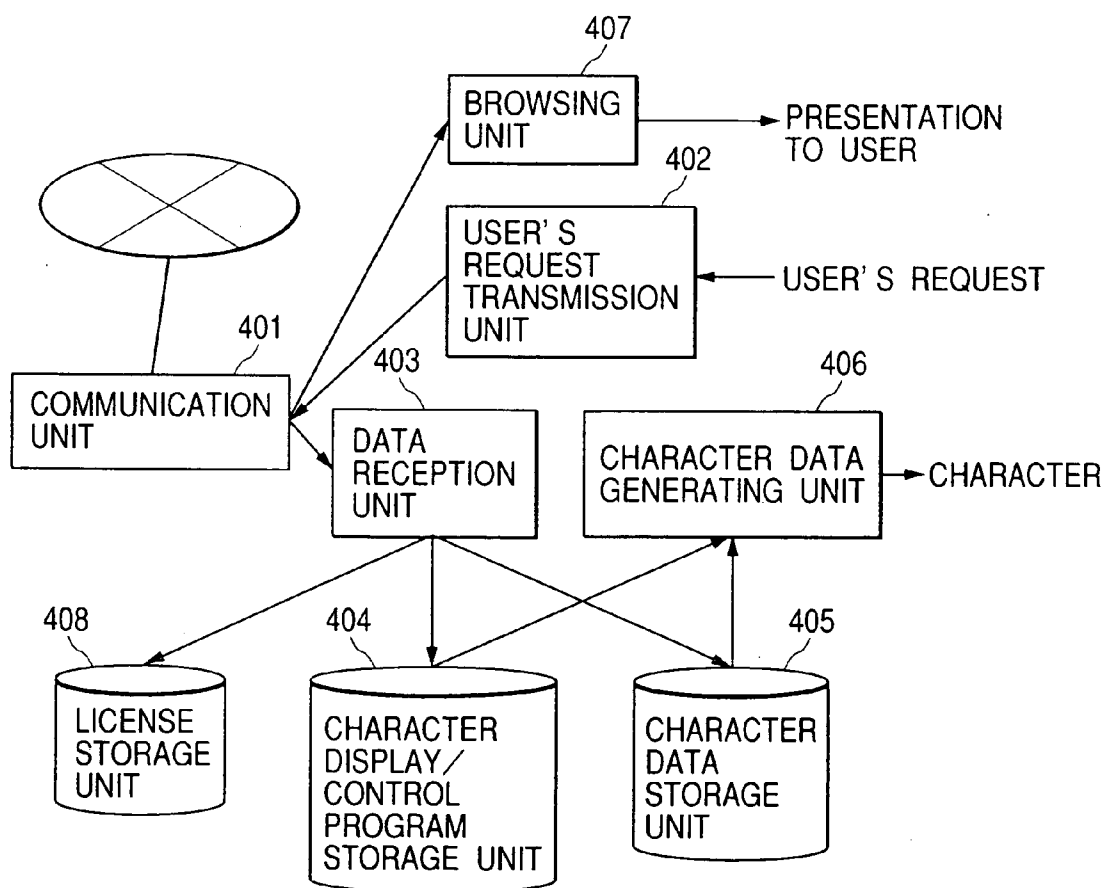 407
BROWSING
UNIT
PRESENTATION
TO USER
402
USER'S
REQUEST
TRANSMISSION
UNIT
USER'S REQUEST
401
COMMUNICATION
UNIT
403
DATA
RECEPTION
UNIT
406
CHARACTER DATA
GENERATING UNIT
CHARACTER
408
LICENSE
STORAGE
UNIT
404
CHARACTER
DISPLAY/
CONTROL
PROGRAM
STORAGE UNIT
405
CHARACTER
DATA
STORAGE
UNIT